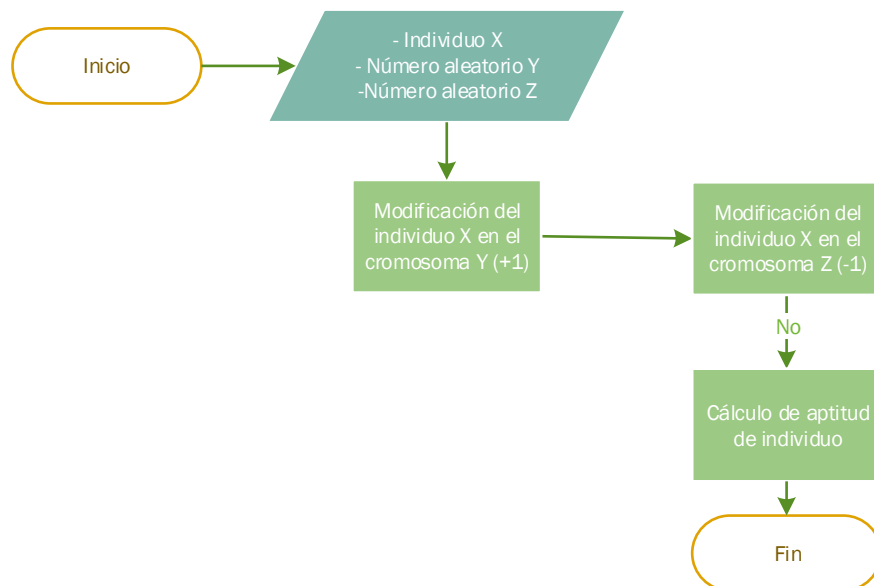 Inicio
- Individuo X
- Número aleatorio Y
-Número aleatorio Z
Modificación del
individuo X en el
cromosoma Y (+1)
Modificación del
individuo X en el
cromosoma Z (-1)
No
Cálculo de aptitud
de individuo
Fin